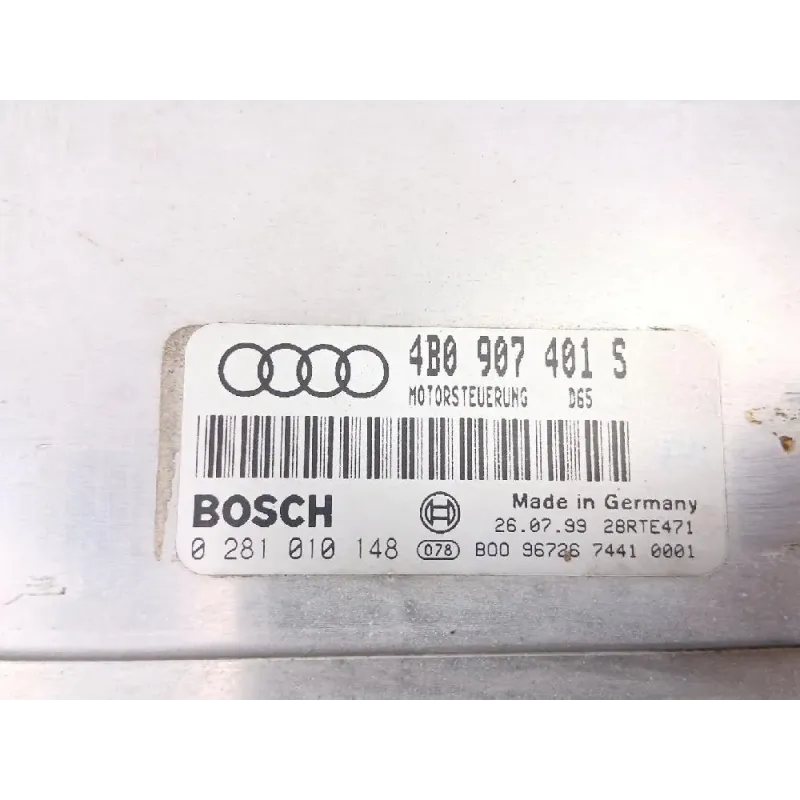 4B0 907 401 S
MOTORSTEUERUNG D65
BOSCH
Made in Germany
26.07.99 28RTE471
0 281 010 148 078 B00 96726 7441 0001